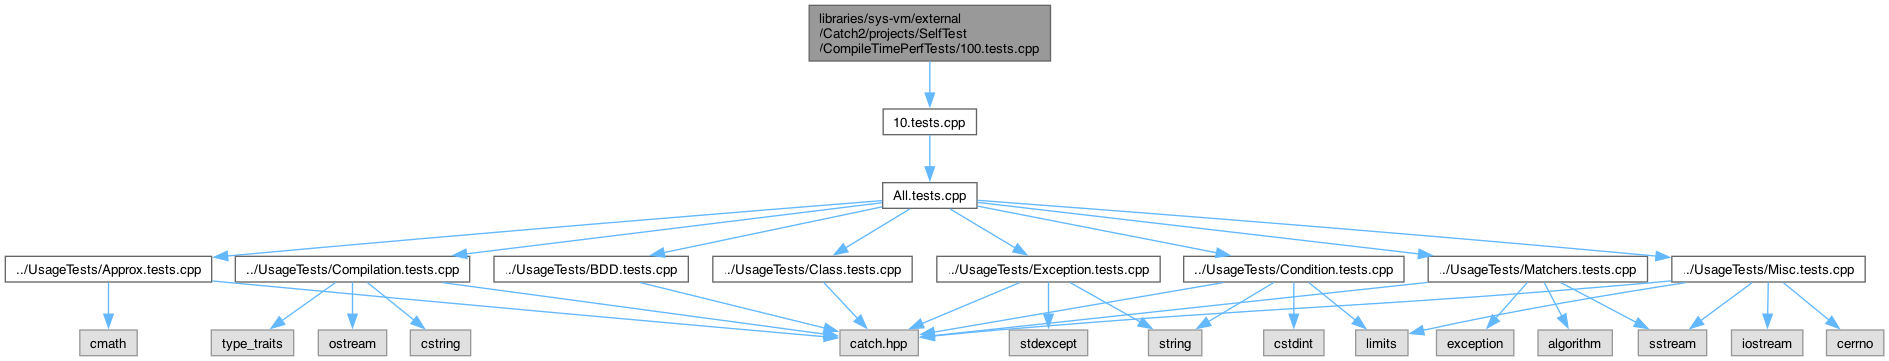 libraries/sys-vm/external
/Catch2/projects/SelfTest
/CompileTimePerfTests/100.tests.cpp
10.tests.cpp
All.tests.cpp
../UsageTests/Approx.tests.cpp
../UsageTests/Compilation.tests.cpp
../UsageTests/BDD.tests.cpp
../UsageTests/Class.tests.cpp
../UsageTests/Exception.tests.cpp
../UsageTests/Condition.tests.cpp
../UsageTests/Matchers.tests.cpp
../UsageTests/Misc.tests.cpp
cmath
type_traits
ostream
cstring
catch.hpp
stdexcept
string
cstdint
limits
exception
algorithm
sstream
iostream
cerrno